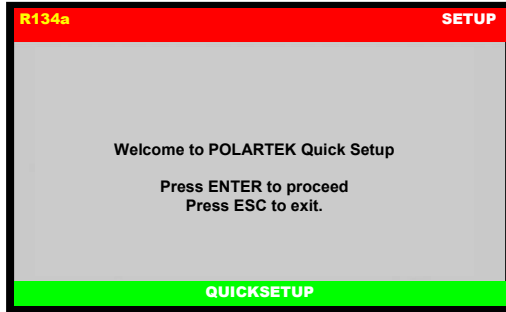 R134a SETUP
Welcome to POLARTEK Quick Setup
Press ENTER to proceed
Press ESC to exit.
QUICKSETUP